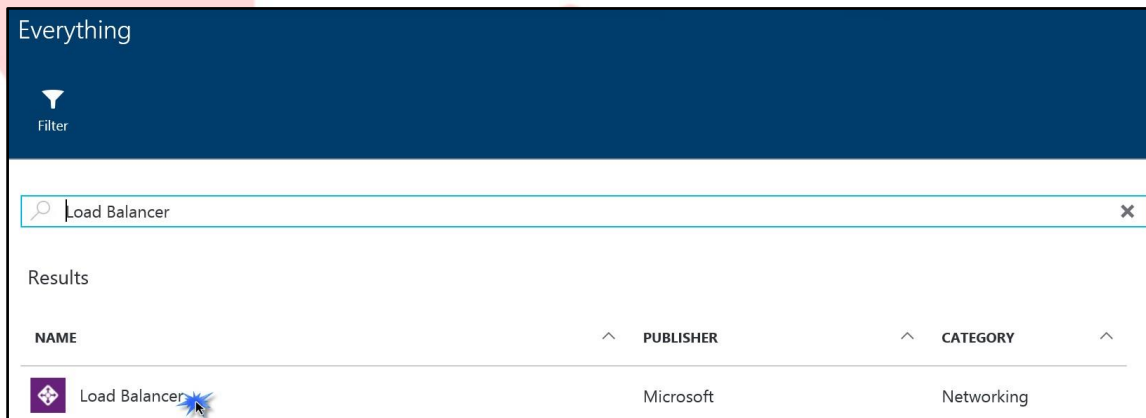 Everything
Filter
Load Balancer
Results
NAME PUBLISHER CATEGORY
Load Balancer Microsoft Networking